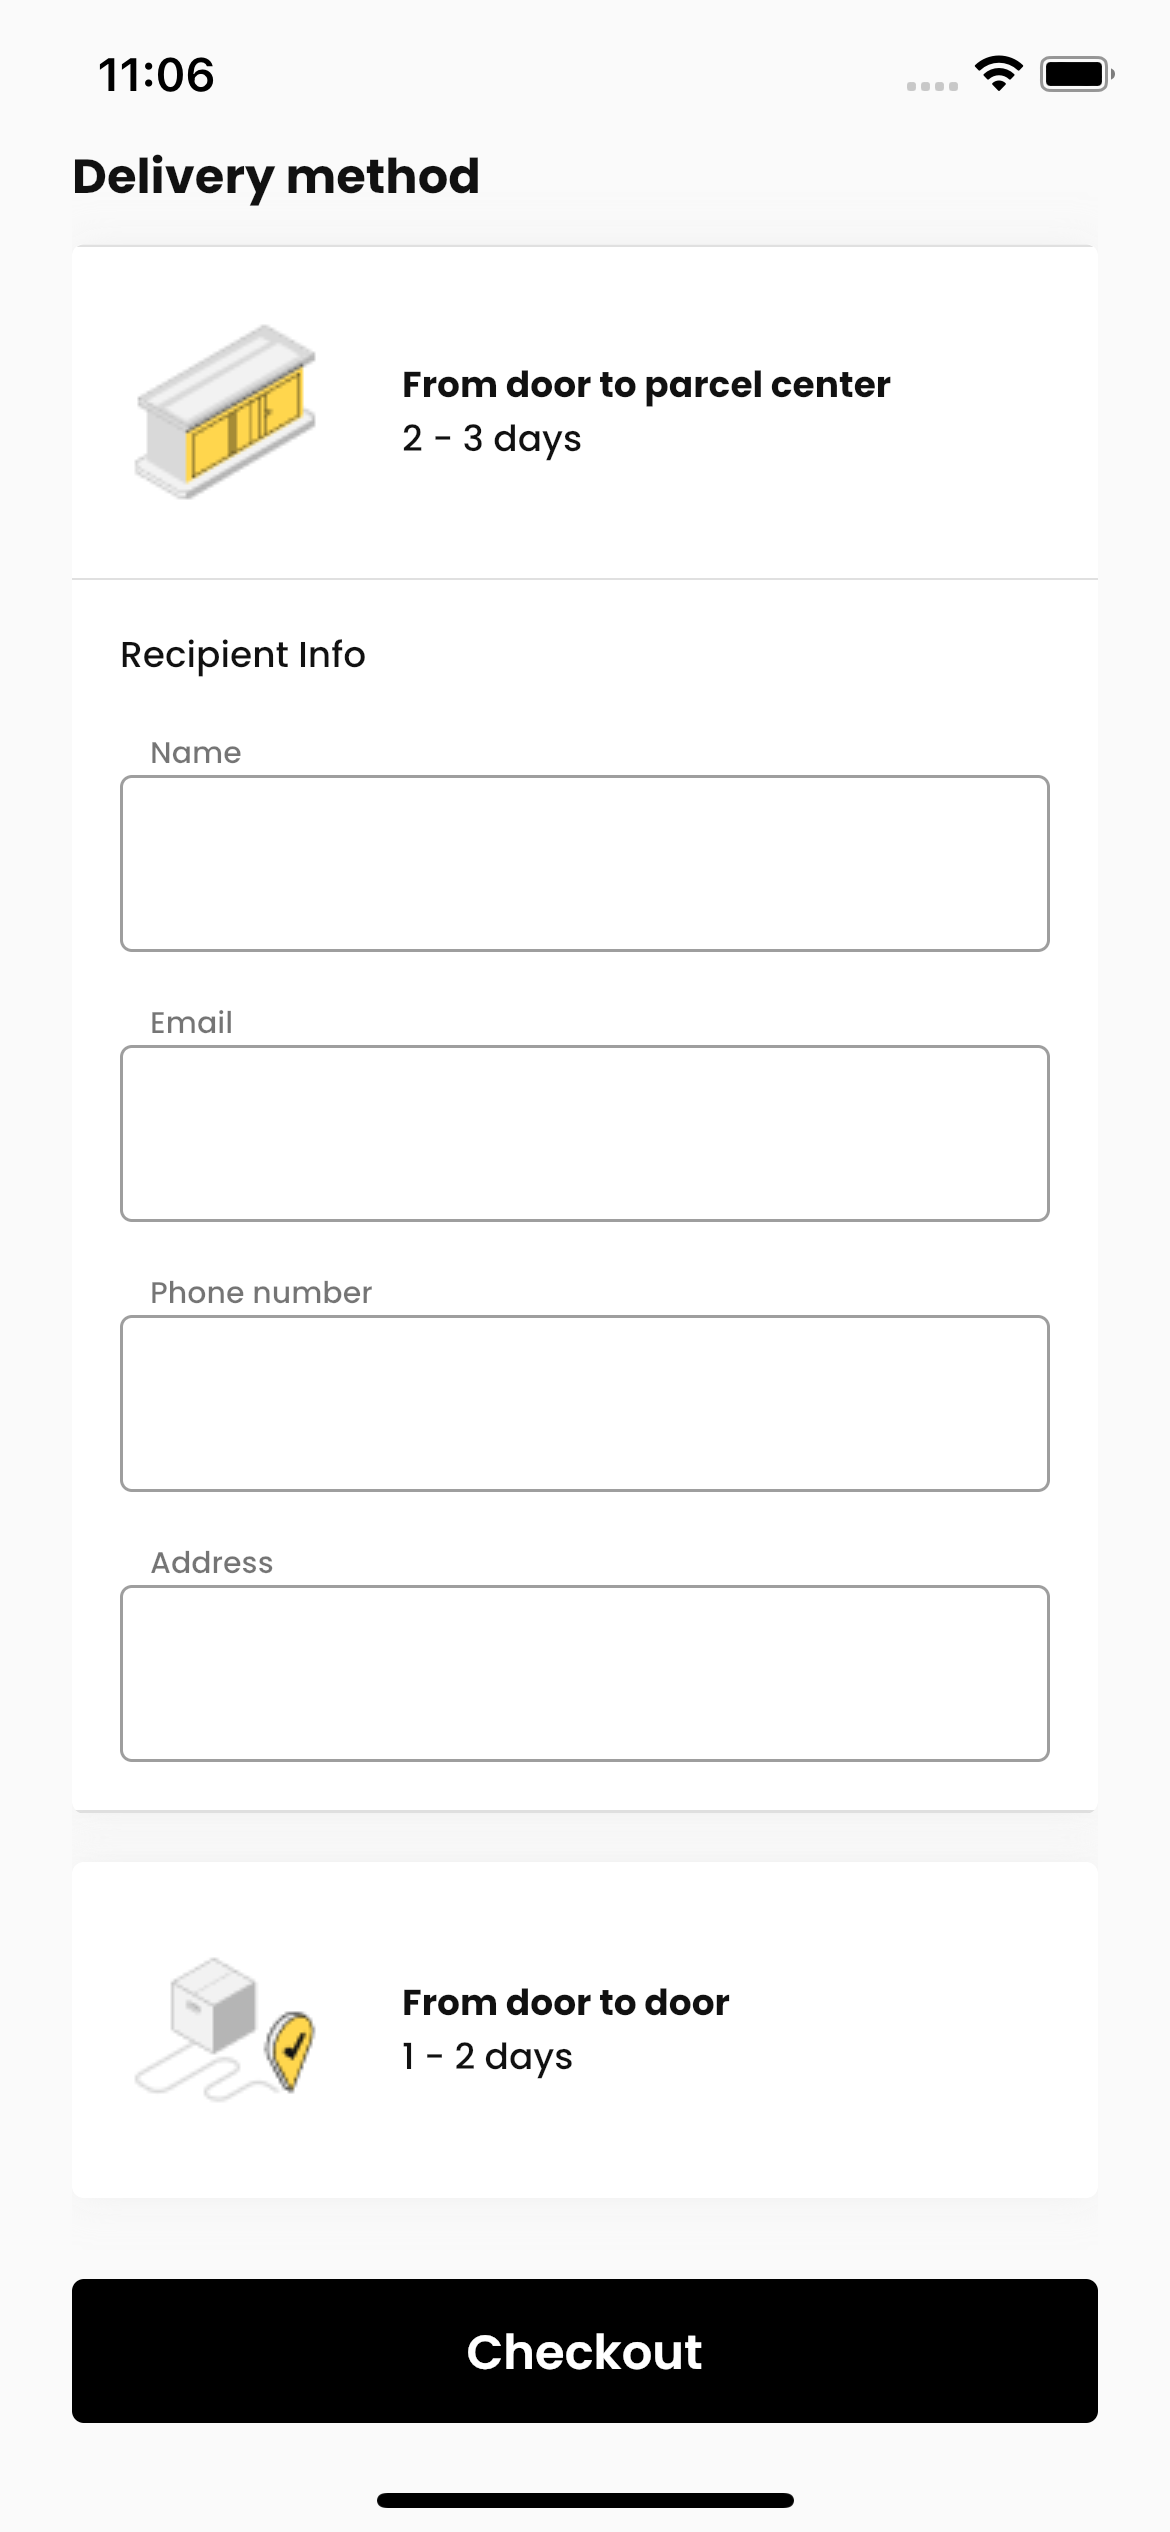 11:06
Delivery method
From door to parcel center
2 - 3 days
Recipient Info
Name
Email
Phone number
Address
From door to door
1 - 2 days
Checkout